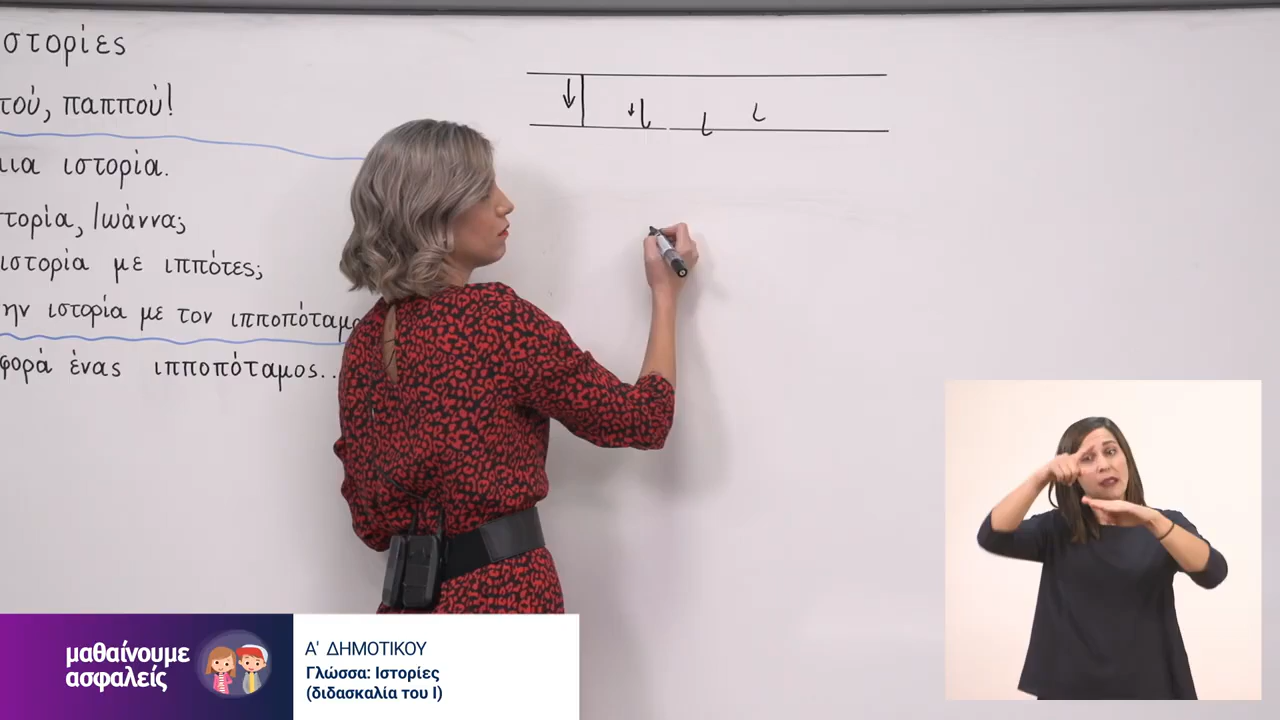 στορίες
τού, παππού!
μια ιστορία.
τορία, Ιωάννα;
ιστορία με ιππότες;
ην ιστορία με τον ιπποπόταμο
φορά ένας ιπποπόταμος..
Ι ι ι ι
μαθαίνουμε
ασφαλείς
Α' ΔΗΜΟΤΙΚΟΥ
Γλώσσα: Ιστορίες
(διδασκαλία του Ι)